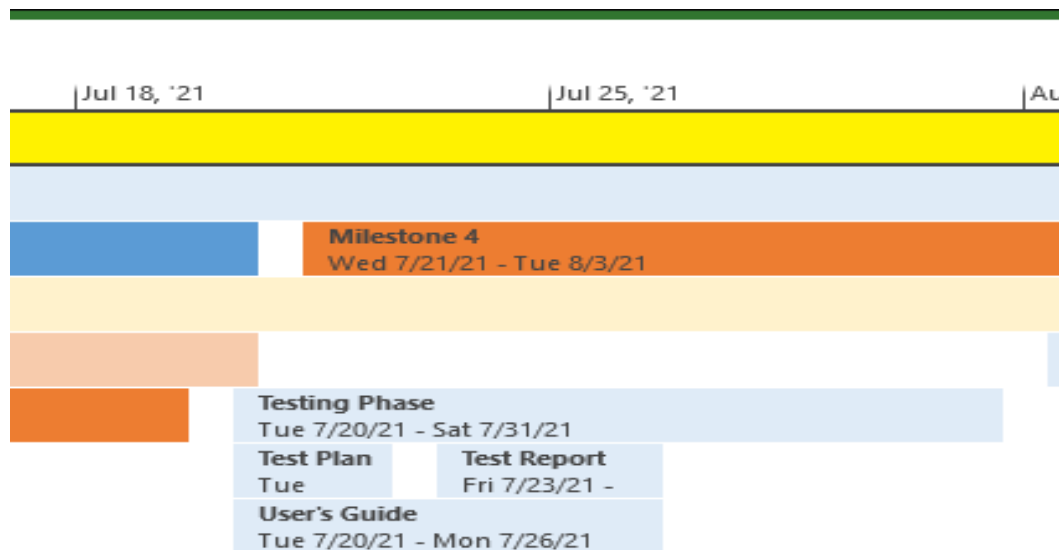 Jul 18, '21
Jul 25, '21
Au
Milestone 4
Wed 7/21/21 - Tue 8/3/21
Testing Phase
Tue 7/20/21 - Sat 7/31/21
Test Plan
Tue
Test Report
Fri 7/23/21 -
User's Guide
Tue 7/20/21 - Mon 7/26/21